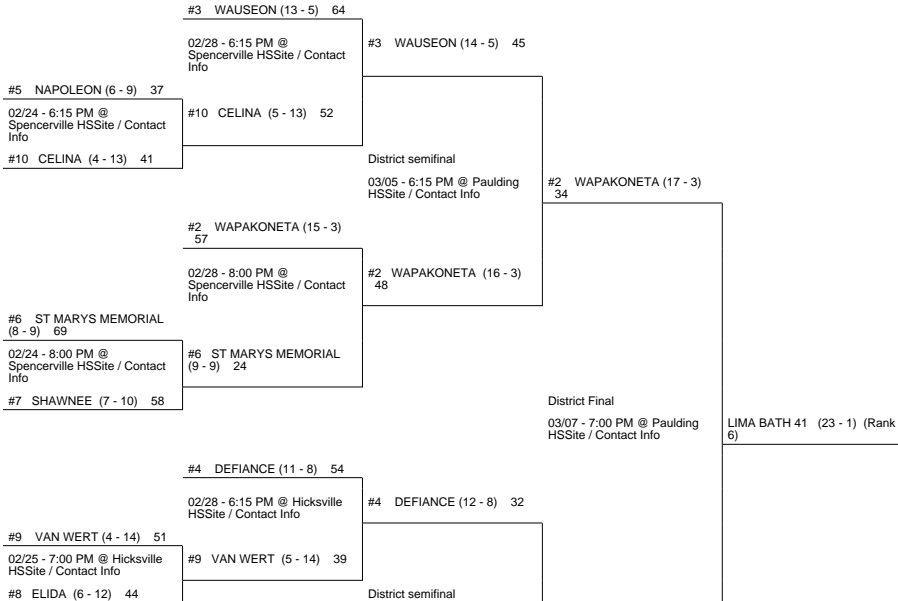 #3 WAUSEON (13 - 5) 64
02/28 - 6:15 PM @
Spencerville HSSite / Contact
Info
#3 WAUSEON (14 - 5) 45
#5 NAPOLEON (6 - 9) 37
02/24 - 6:15 PM @
Spencerville HSSite / Contact
Info
#10 CELINA (5 - 13) 52
#10 CELINA (4 - 13) 41
District semifinal
03/05 - 6:15 PM @ Paulding
HSSite / Contact Info
#2 WAPAKONETA (17 - 3)
34
#2 WAPAKONETA (15 - 3)
57
02/28 - 8:00 PM @
Spencerville HSSite / Contact
Info
#2 WAPAKONETA (16 - 3)
48
#6 ST MARYS MEMORIAL
(8 - 9) 69
02/24 - 8:00 PM @
Spencerville HSSite / Contact
Info
#6 ST MARYS MEMORIAL
(9 - 9) 24
#7 SHAWNEE (7 - 10) 58
District Final
03/07 - 7:00 PM @ Paulding
HSSite / Contact Info
LIMA BATH 41 (23 - 1) (Rank
6)
#4 DEFIANCE (11 - 8) 54
02/28 - 6:15 PM @ Hicksville
HSSite / Contact Info
#4 DEFIANCE (12 - 8) 32
#9 VAN WERT (4 - 14) 51
02/25 - 7:00 PM @ Hicksville
HSSite / Contact Info
#9 VAN WERT (5 - 14) 39
#8 ELIDA (6 - 12) 44
District semifinal